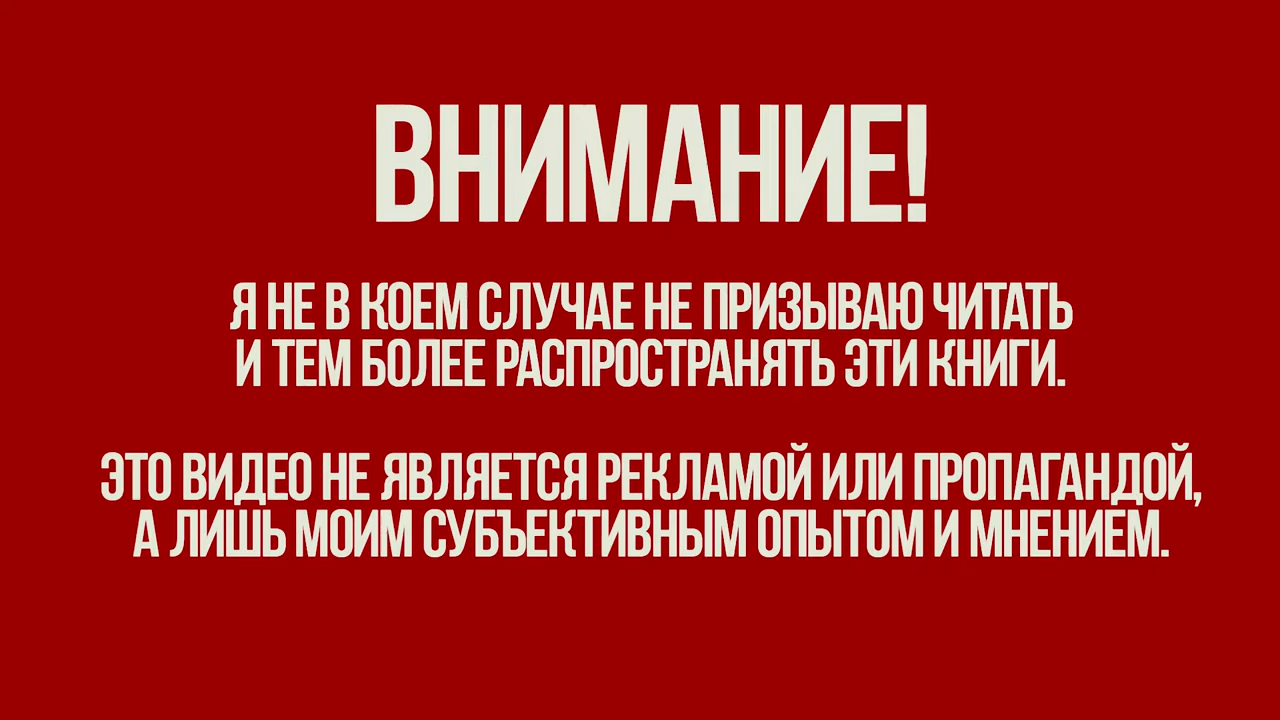 ВНИМАНИЕ!
Я НЕ В КОЕМ СЛУЧАЕ НЕ ПРИЗЫВАЮ ЧИТАТЬ
И ТЕМ БОЛЕЕ РАСПРОСТРАНЯТЬ ЭТИ КНИГИ.
ЭТО ВИДЕО НЕ ЯВЛЯЕТСЯ РЕКЛАМОЙ ИЛИ ПРОПАГАНДОЙ,
А ЛИШЬ МОИМ СУБЪЕКТИВНЫМ ОПЫТОМ И МНЕНИЕМ.